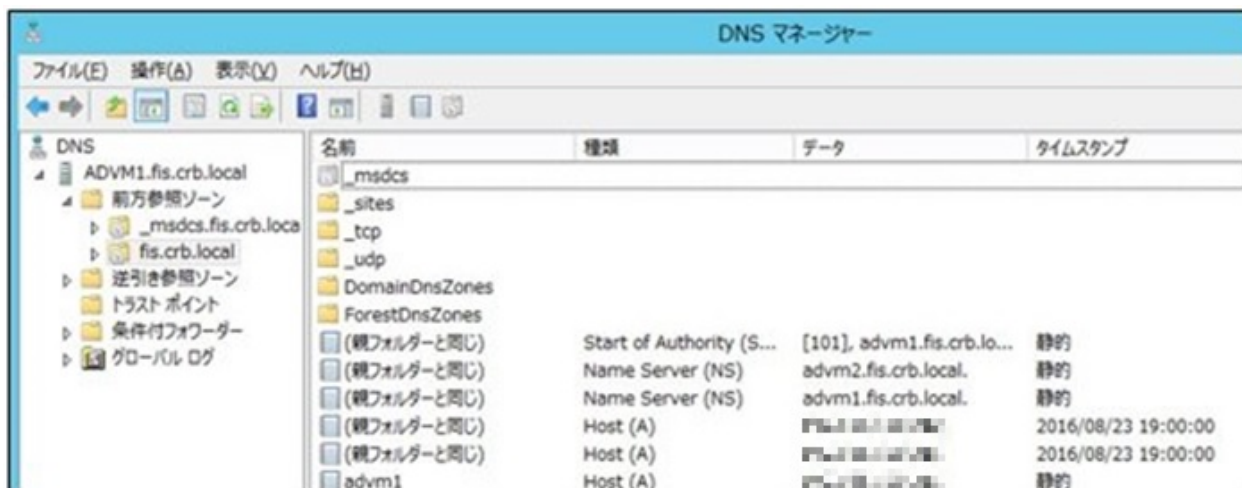 DNS マネージャー
ファイル(F) 操作(A) 表示(V) ヘルプ(H)
DNS
ADVM1.fis.crb.local
前方参照ゾーン
_msdcs.fis.crb.loca
fis.crb.local
逆引き参照ゾーン
トラスト ポイント
条件付フォワーダー
グローバル ログ
名前 種類 データ タイムスタンプ
_msdcs
_sites
_tcp
_udp
DomainDnsZones
ForestDnsZones
(親フォルダーと同じ) Start of Authority (S... [101], advm1.fis.crb.lo... 静的
(親フォルダーと同じ) Name Server (NS) advm2.fis.crb.local. 静的
(親フォルダーと同じ) Name Server (NS) advm1.fis.crb.local. 静的
(親フォルダーと同じ) Host (A) 2016/08/23 19:00:00
(親フォルダーと同じ) Host (A) 2016/08/23 19:00:00
advm1 Host (A) 静的